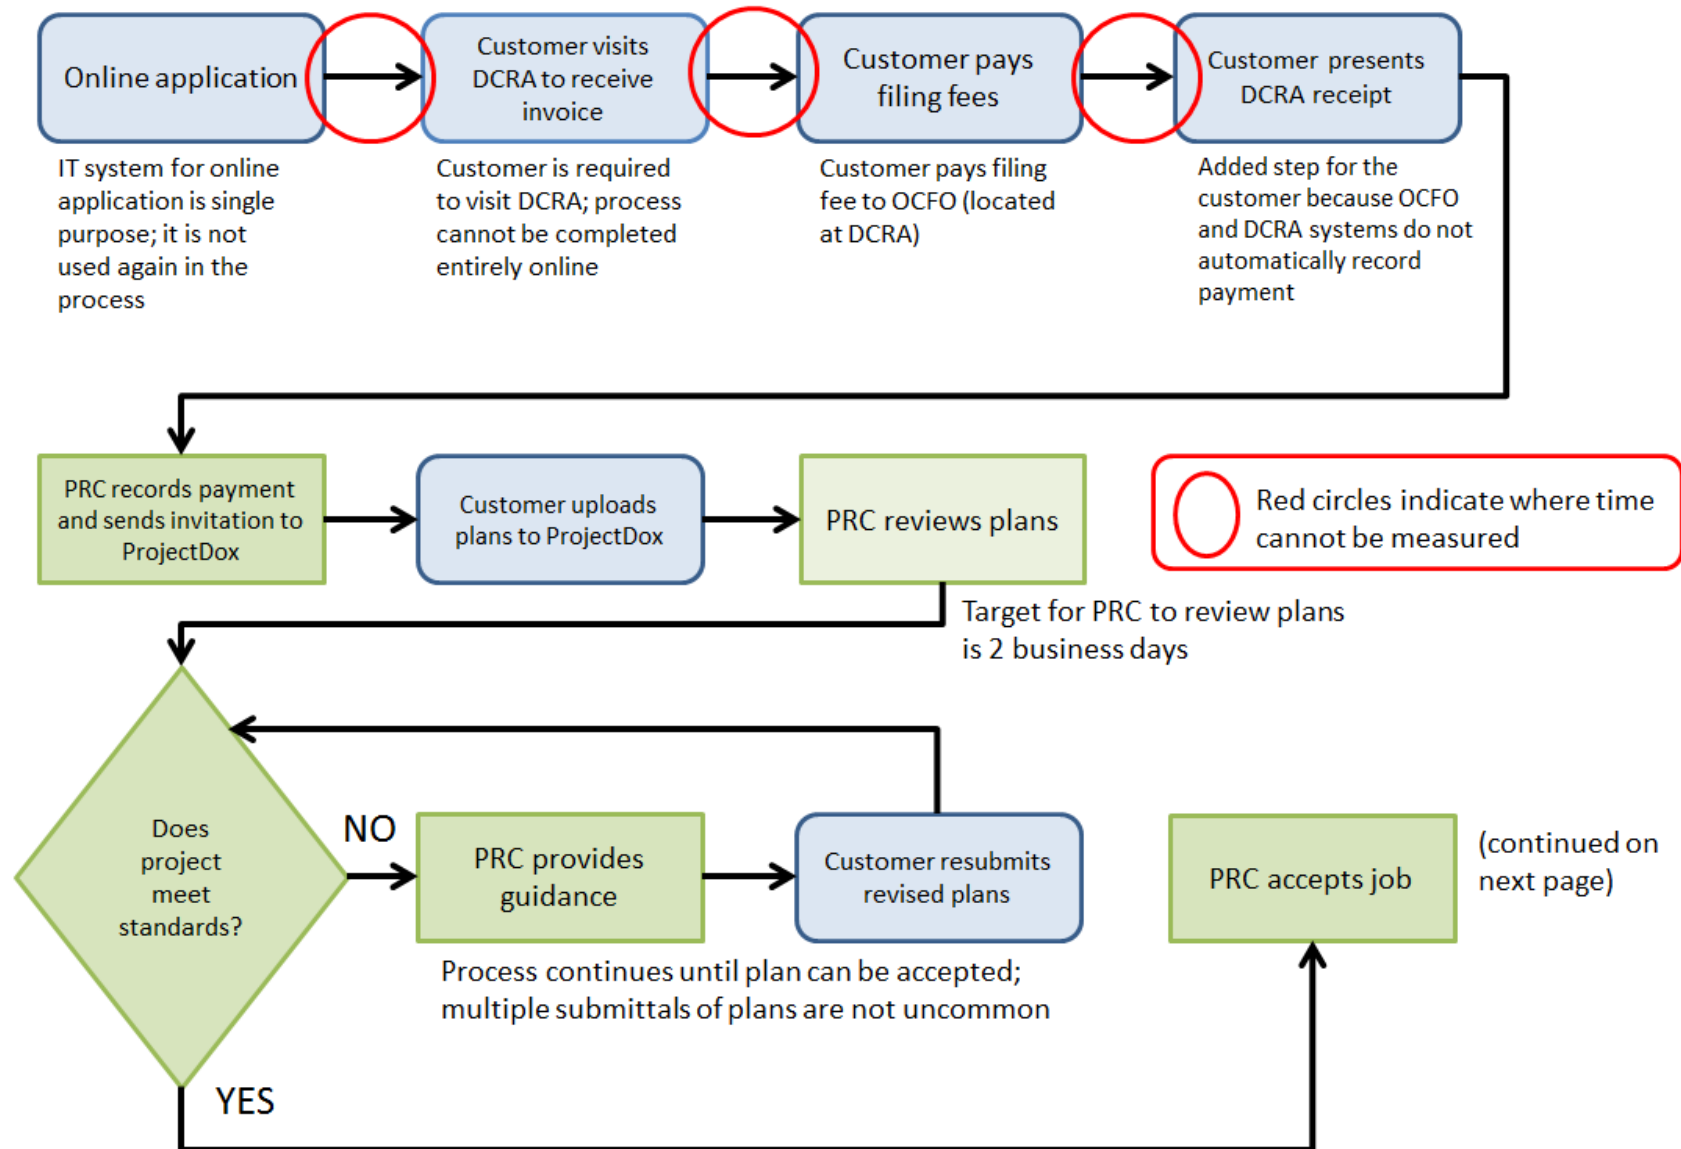 Online application
Customer visits
DCRA to receive
invoice
Customer pays
filing fees
Customer presents
DCRA receipt
IT system for online
application is single
purpose; it is not
used again in the
process
Customer is required
to visit DCRA; process
cannot be completed
entirely online
Customer pays filing
fee to OCFO (located
at DCRA)
Added step for the
customer because OCFO
and DCRA systems do not
automatically record
payment
PRC records payment
and sends invitation to
ProjectDox
Customer uploads
plans to ProjectDox
PRC reviews plans
Red circles indicate where time
cannot be measured
Target for PRC to review plans
is 2 business days
Does
project
meet
standards?
NO
PRC provides
guidance
Customer resubmits
revised plans
PRC accepts job
(continued on
next page)
Process continues until plan can be accepted;
multiple submittals of plans are not uncommon
YES